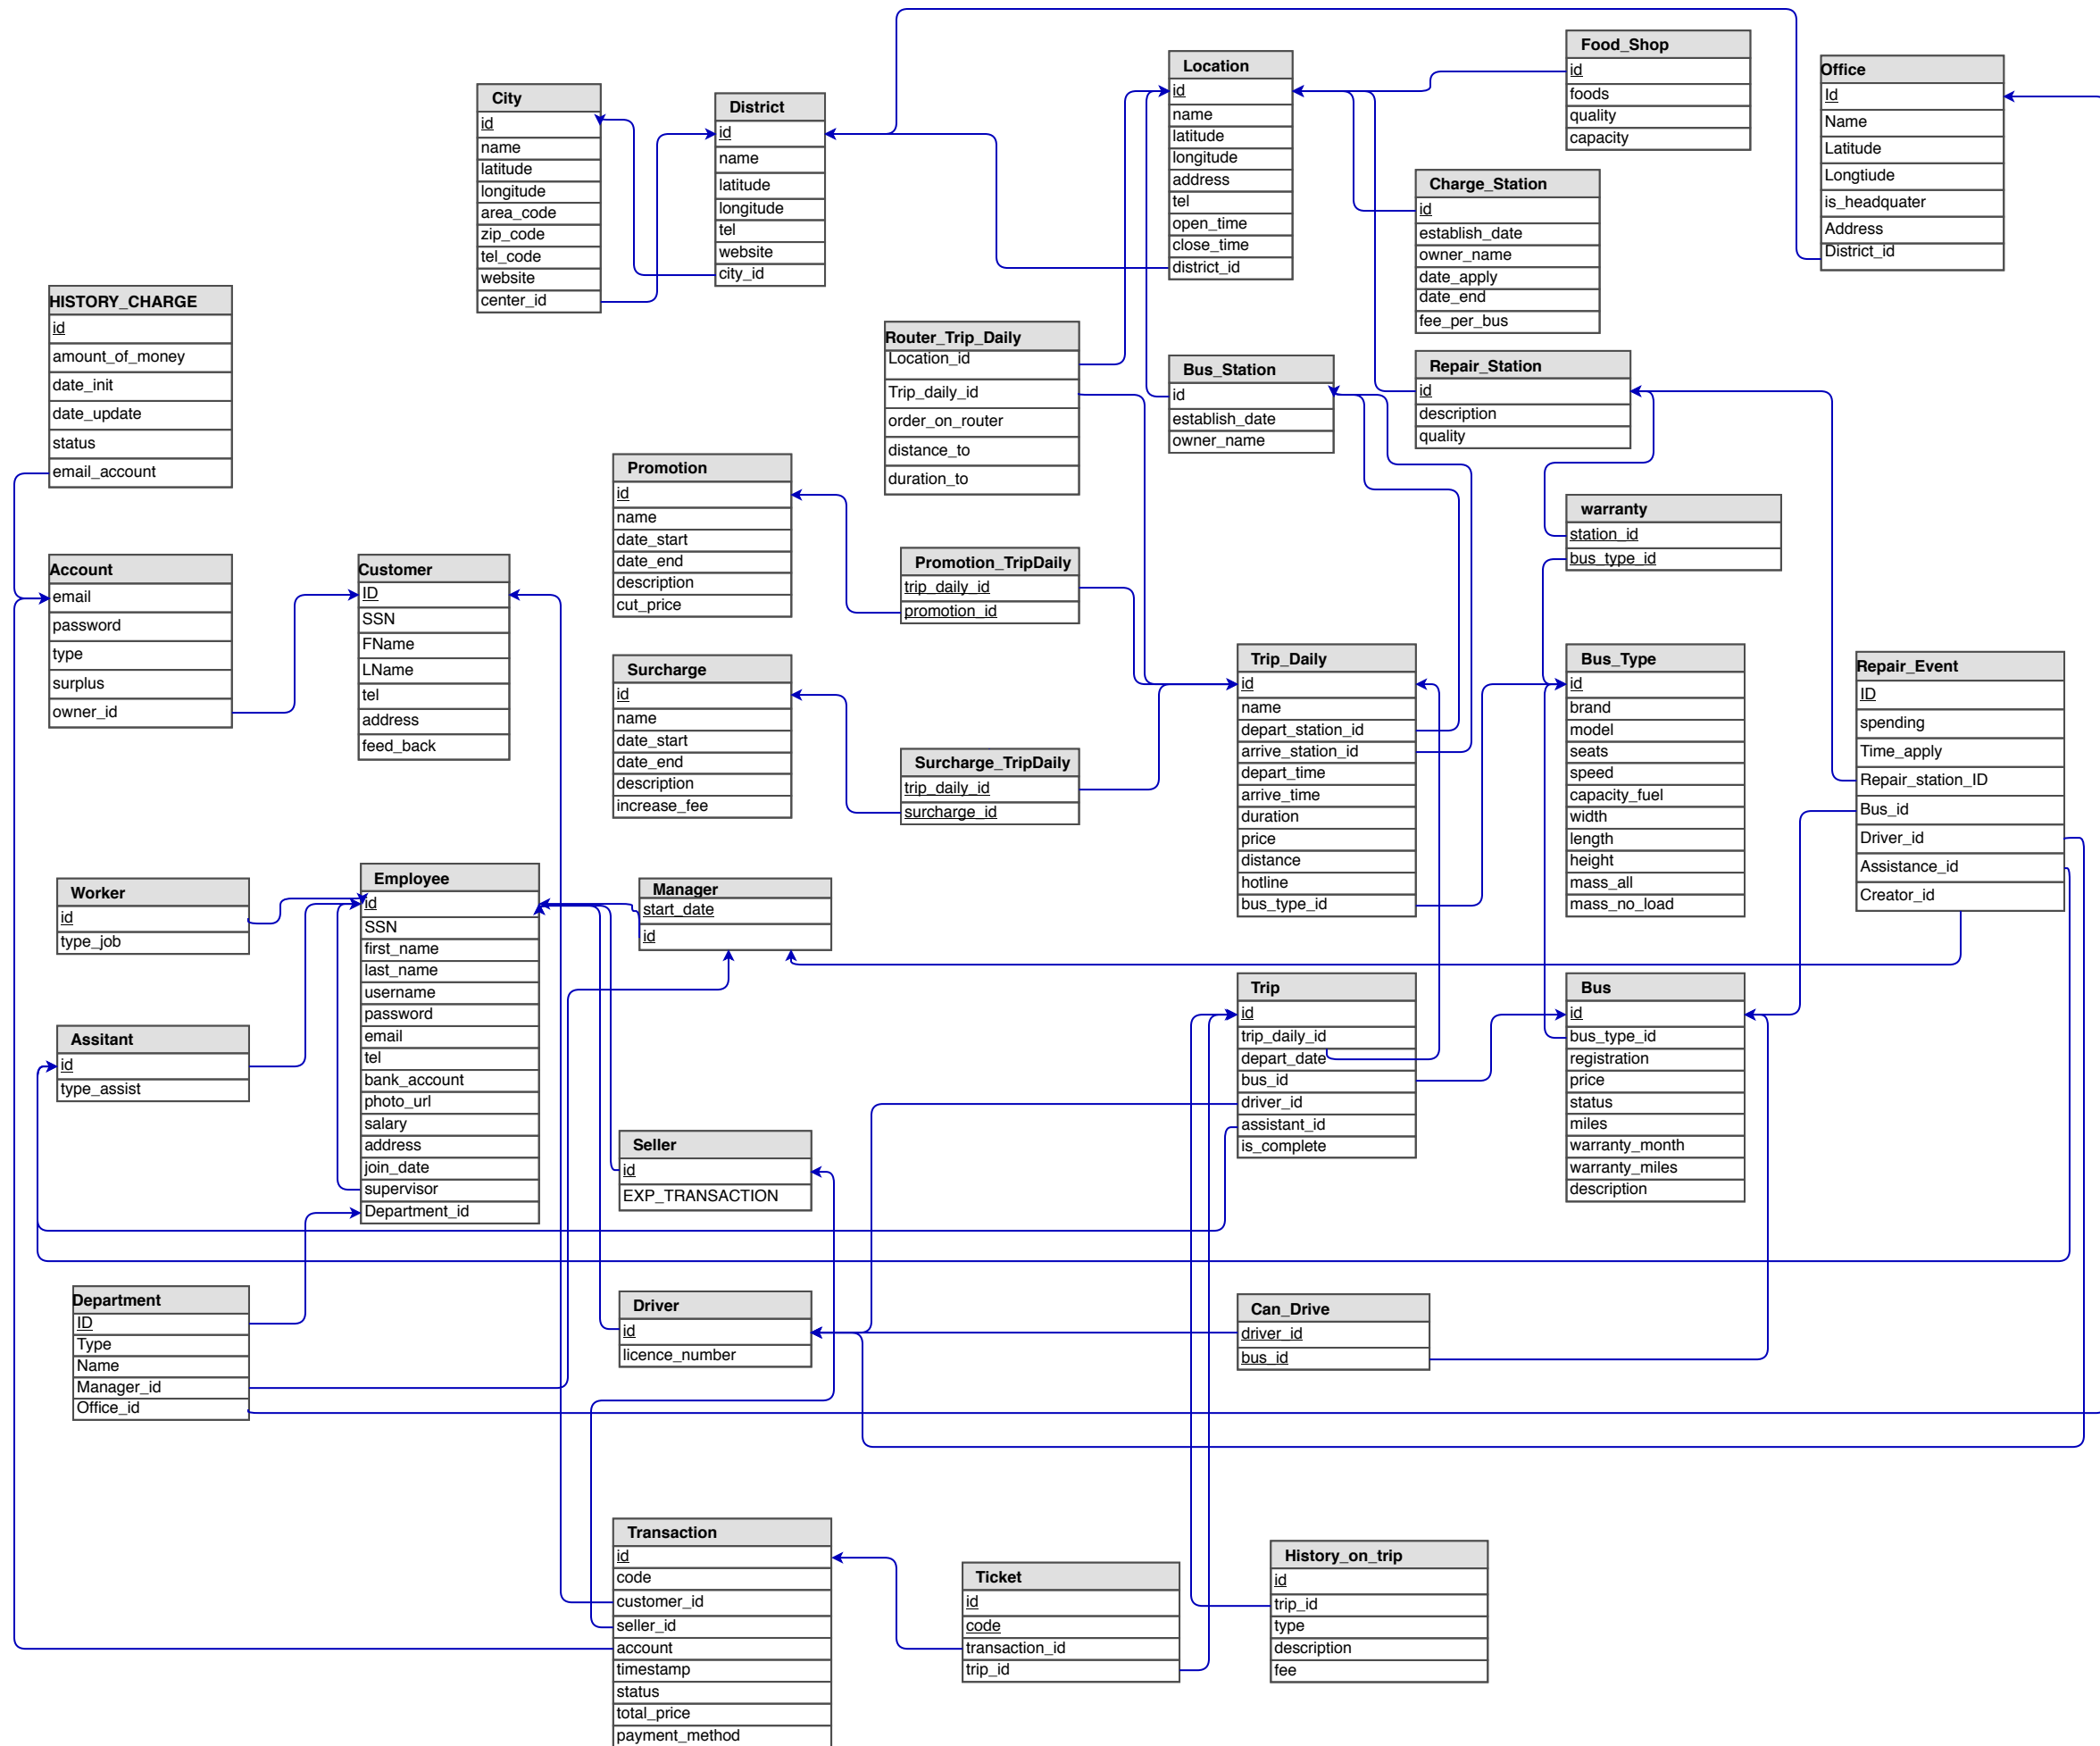 City
id
name
latitude
longitude
area_code
zip_code
tel_code
website
center_id
District
id
name
latitude
longitude
tel
website
city_id
Location
id
name
latitude
longitude
address
tel
open_time
close_time
district_id
Food_Shop
id
foods
quality
capacity
Office
Id
Name
Latitude
Longtiude
is_headquater
Address
District_id
Charge_Station
id
establish_date
owner_name
date_apply
date_end
fee_per_bus
HISTORY_CHARGE
id
amount_of_money
date_init
date_update
status
email_account
Router_Trip_Daily
Location_id
Trip_daily_id
order_on_router
distance_to
duration_to
Bus_Station
id
establish_date
owner_name
Repair_Station
id
description
quality
Promotion
id
name
date_start
date_end
description
cut_price
warranty
station_id
bus_type_id
Account
email
password
type
surplus
owner_id
Customer
ID
SSN
FName
LName
tel
address
feed_back
Promotion_TripDaily
trip_daily_id
promotion_id
Surcharge
id
name
date_start
date_end
description
increase_fee
Surcharge_TripDaily
trip_daily_id
surcharge_id
Trip_Daily
id
name
depart_station_id
arrive_station_id
depart_time
arrive_time
duration
price
distance
hotline
bus_type_id
Bus_Type
id
brand
model
seats
speed
capacity_fuel
width
length
height
mass_all
mass_no_load
Repair_Event
ID
spending
Time_apply
Repair_station_ID
Bus_id
Driver_id
Assistance_id
Creator_id
Worker
id
type_job
Employee
id
SSN
first_name
last_name
username
password
email
tel
bank_account
photo_url
salary
address
join_date
supervisor
Department_id
Manager
start_date
id
Assitant
id
type_assist
Trip
id
trip_daily_id
depart_date
bus_id
driver_id
assistant_id
is_complete
Bus
id
bus_type_id
registration
price
status
miles
warranty_month
warranty_miles
description
Seller
id
EXP_TRANSACTION
Department
ID
Type
Name
Manager_id
Office_id
Driver
id
licence_number
Can_Drive
driver_id
bus_id
Transaction
id
code
customer_id
seller_id
account
timestamp
status
total_price
payment_method
Ticket
id
code
transaction_id
trip_id
History_on_trip
id
trip_id
type
description
fee